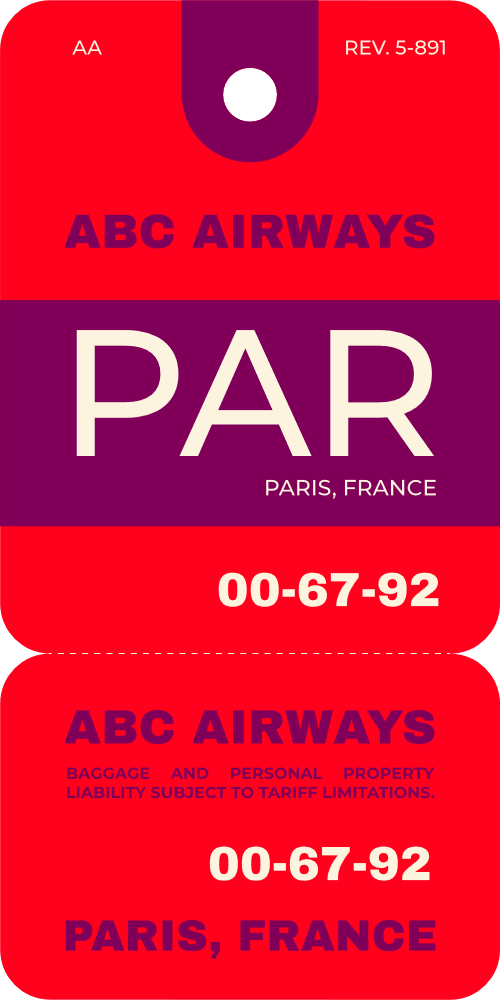 AA
REV. 5-891
ABC AIRWAYS
PAR
PARIS, FRANCE
00-67-92
ABC AIRWAYS
BAGGAGE AND PERSONAL PROPERTY
LIABILITY SUBJECT TO TARIFF LIMITATIONS.
00-67-92
PARIS, FRANCE